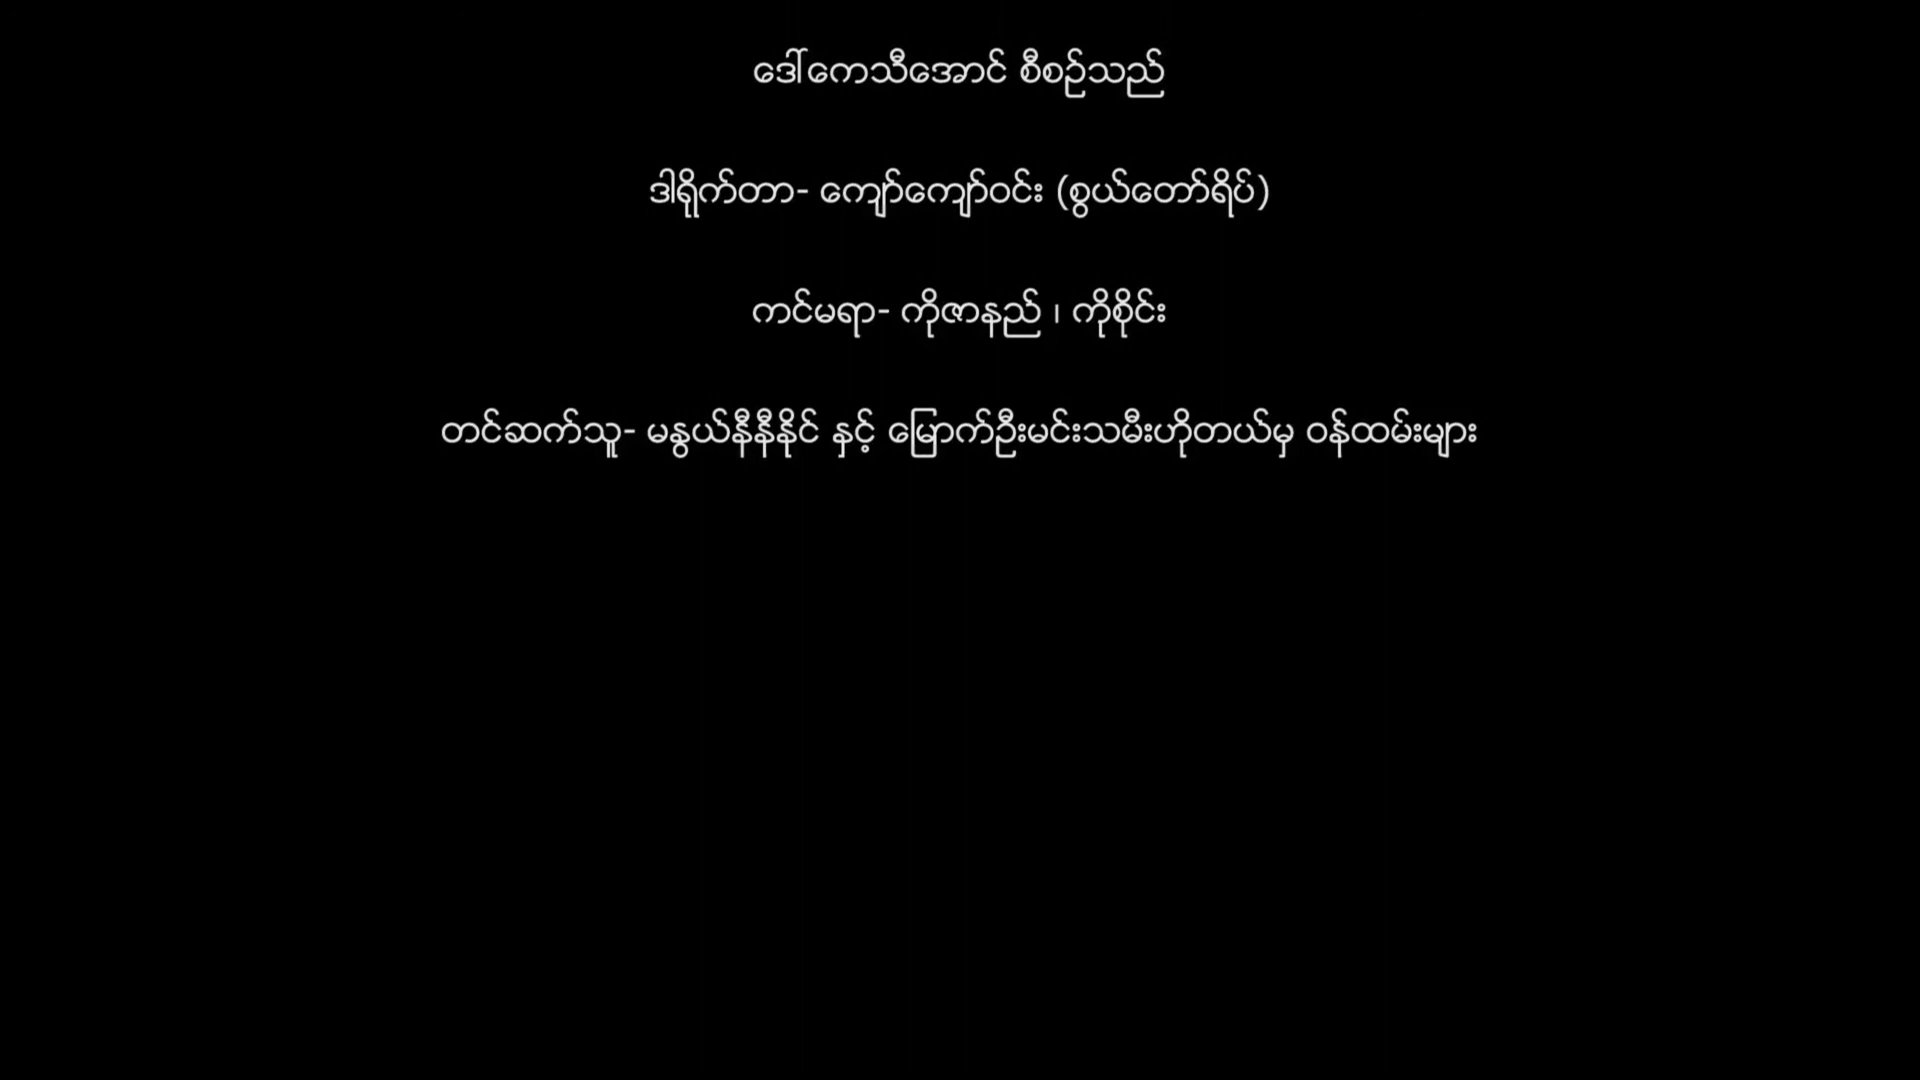 ဒေါ်ကေသီအောင် စီစဉ်သည်
ဒါရိုက်တာ- ကျော်ကျော်ဝင်း (စွယ်တော်ရိပ်)
ကင်မရာ- ကိုဇာနည် ၊ ကိုစိုင်း
တင်ဆက်သူ- မနွယ်နီနီနိုင် နှင့် မြောက်ဦးမင်းသမီးဟိုတယ်မှ ဝန်ထမ်းများ